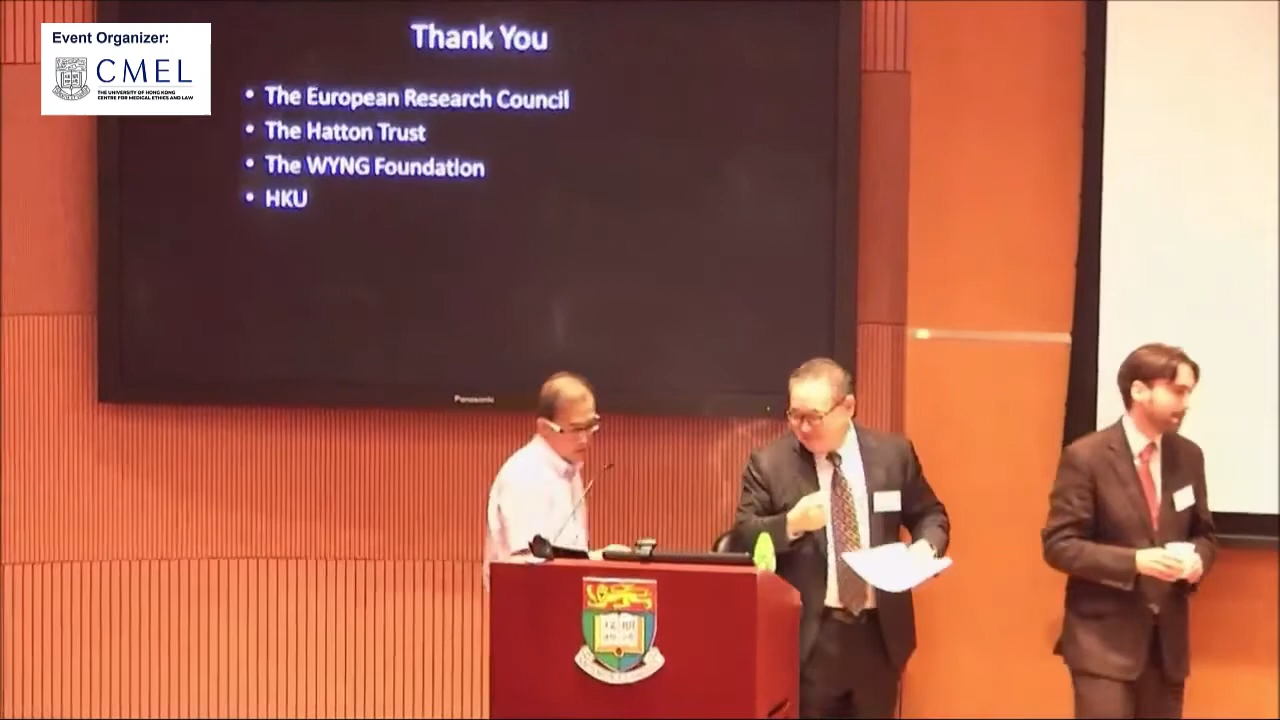 Event Organizer:
CMEL
THE UNIVERSITY OF HONG KONG
CENTRE FOR MEDICAL ETHICS AND LAW
Thank You
• The European Research Council
• The Hatton Trust
• The WYNG Foundation
• HKU
Panasonic